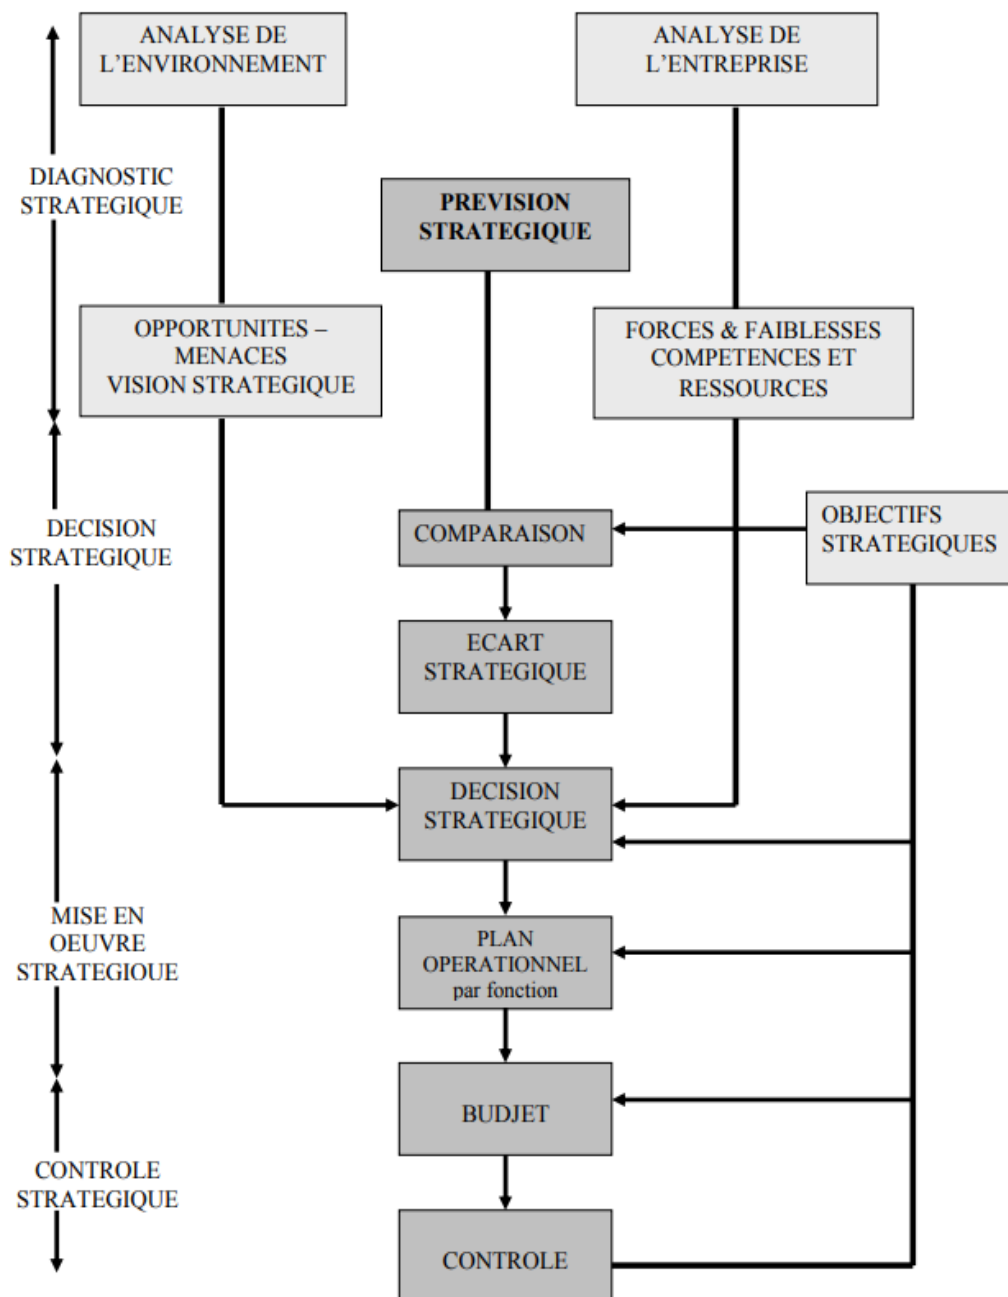 ANALYSE DE
L'ENVIRONNEMENT
ANALYSE DE
L'ENTREPRISE
DIAGNOSTIC
STRATEGIQUE
PREVISION
STRATEGIQUE
OPPORTUNITES –
MENACES
VISION STRATEGIQUE
FORCES & FAIBLESSES
COMPETENCES ET
RESSOURCES
DECISION
STRATEGIQUE
COMPARAISON
OBJECTIFS
STRATEGIQUES
ECART
STRATEGIQUE
DECISION
STRATEGIQUE
MISE EN
OEUVRE
STRATEGIOUE
PLAN
OPERATIONNEL
par fonction
BUDJET
CONTROLE
STRATEGIQUE
CONTROLE